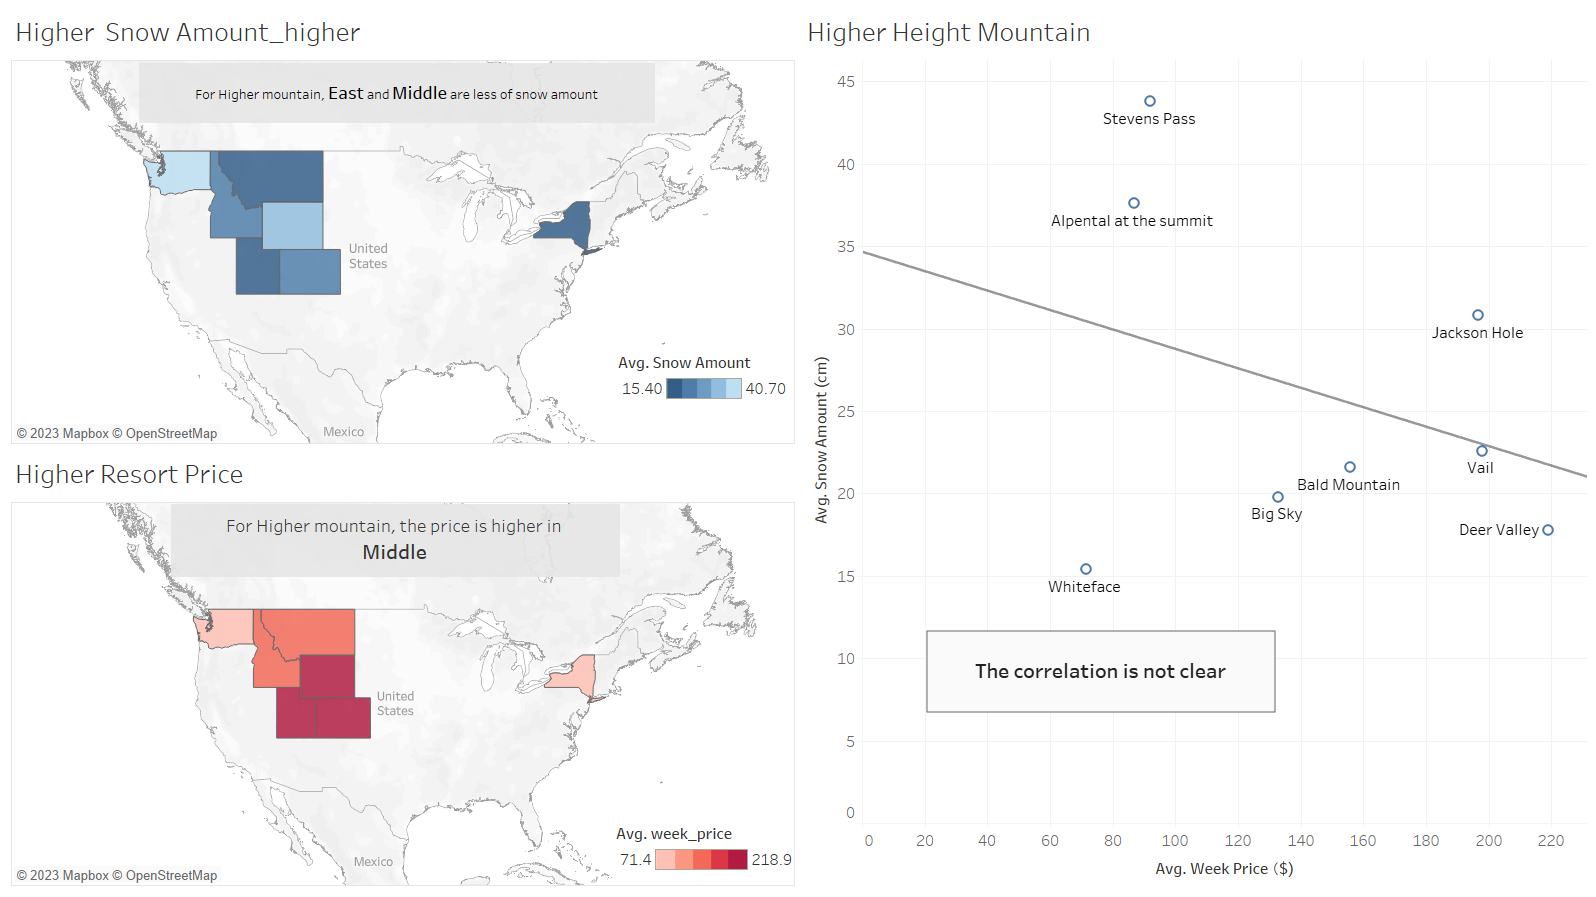 Higher  Snow Amount_higher
For Higher mountain, East and Middle are less of snow amount
United
States
Avg. Snow Amount
15.40 40.70
Mexico
© 2023 Mapbox © OpenStreetMap
Higher Resort Price
For Higher mountain, the price is higher in
Middle
United
States
Avg. week_price
71.4 218.9
Mexico
© 2023 Mapbox © OpenStreetMap
Higher Height Mountain
Avg. Snow Amount (cm)
45
40
35
30
25
20
15
10
5
0
Stevens Pass
Alpental at the summit
Jackson Hole
Vail
Bald Mountain
Big Sky
Deer Valley
Whiteface
The correlation is not clear
0 20 40 60 80 100 120 140 160 180 200 220
Avg. Week Price ($)